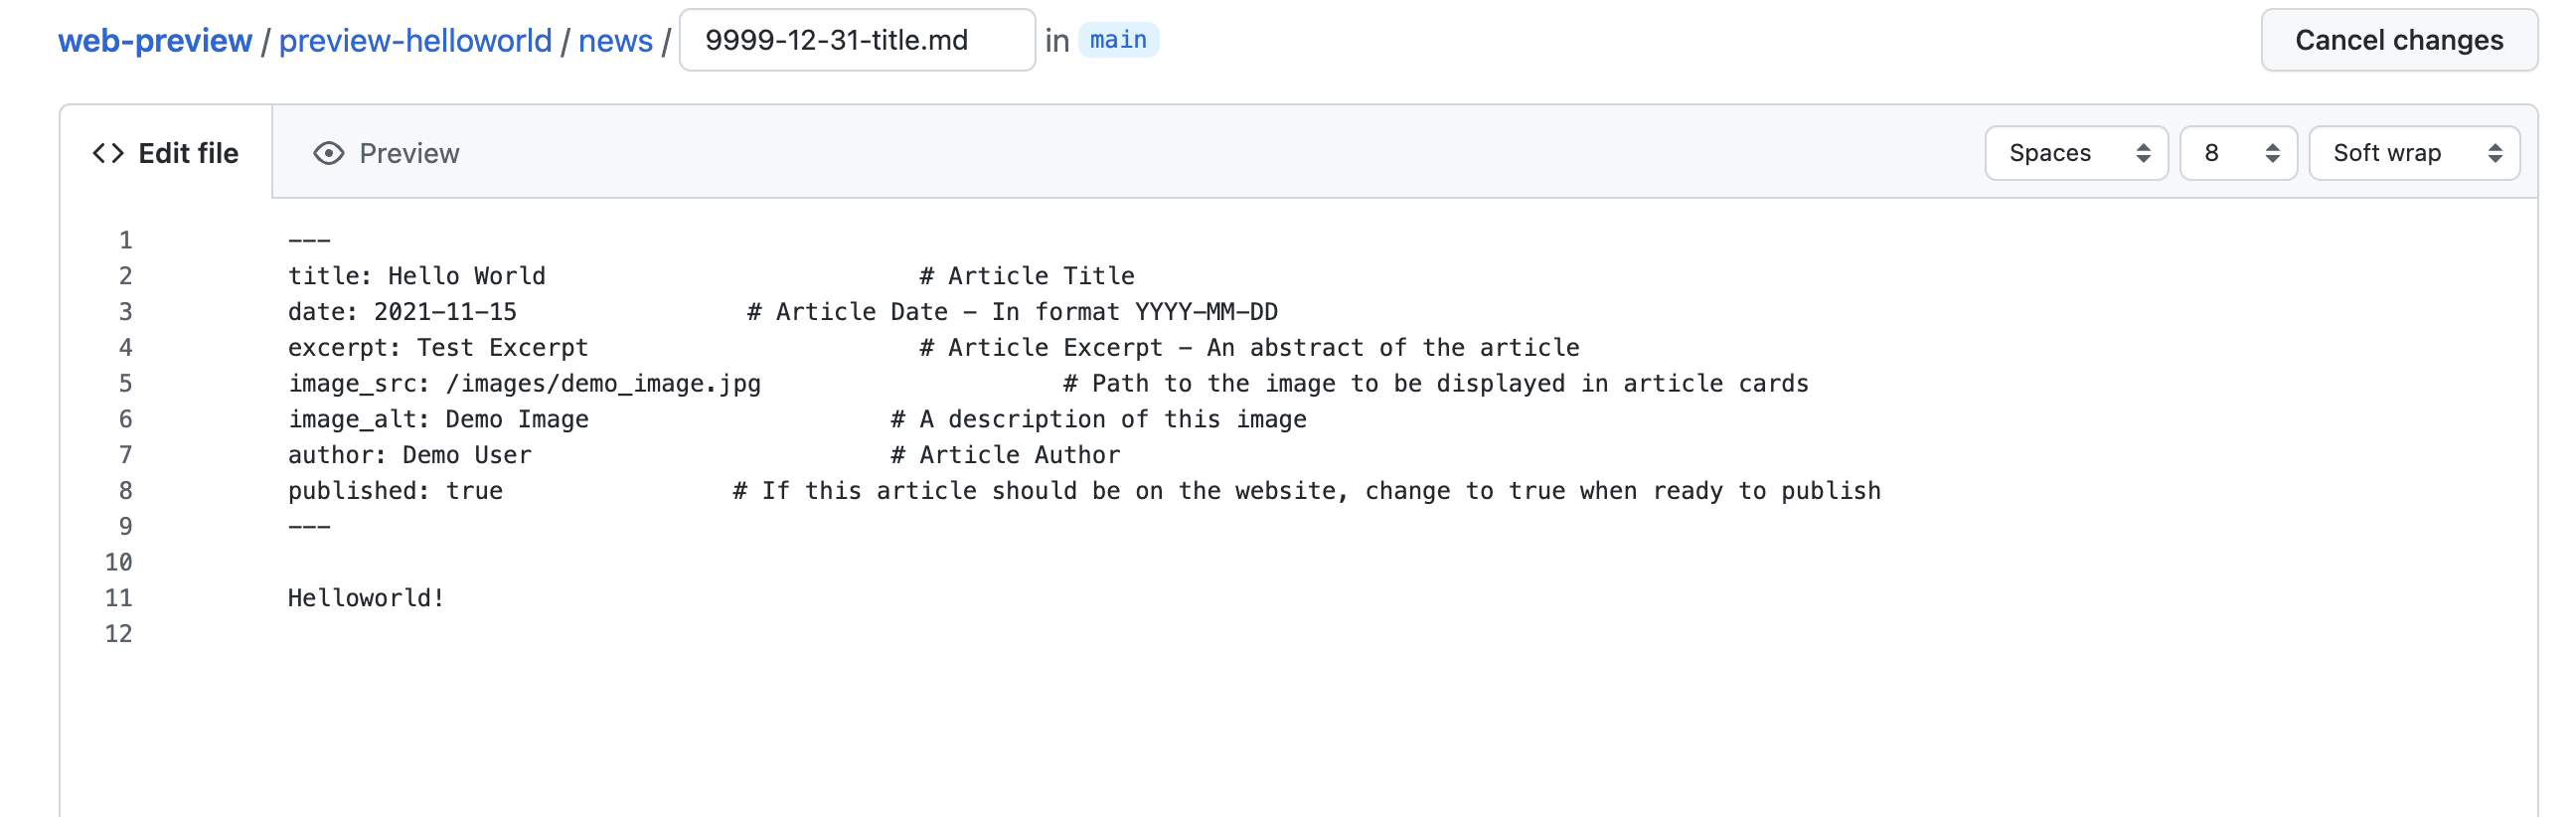 web-preview / preview-helloworld / news / 9999-12-31-title.md in main Cancel changes
Edit file Preview Spaces 8 Soft wrap
1 ---
2 title: Hello World # Article Title
3 date: 2021-11-15 # Article Date - In format YYYY-MM-DD
4 excerpt: Test Excerpt # Article Excerpt - An abstract of the article
5 image_src: /images/demo_image.jpg # Path to the image to be displayed in article cards
6 image_alt: Demo Image # A description of this image
7 author: Demo User # Article Author
8 published: true # If this article should be on the website, change to true when ready to publish
9 ---
10
11 Helloworld!
12